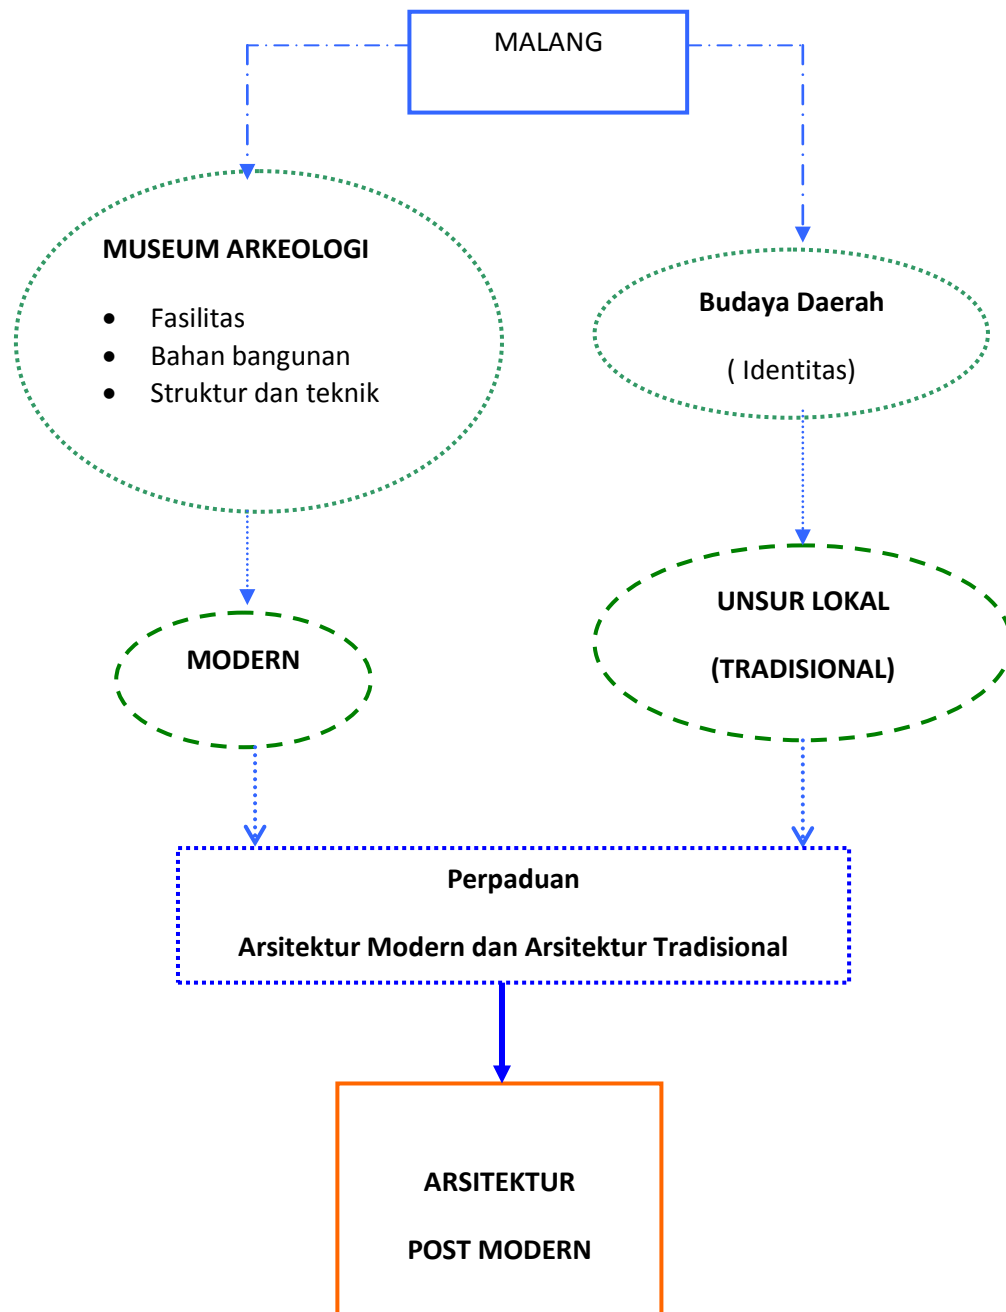 MALANG
MUSEUM ARKEOLOGI
• Fasilitas
• Bahan bangunan
• Struktur dan teknik
Budaya Daerah
( Identitas)
MODERN
UNSUR LOKAL
(TRADISIONAL)
Perpaduan
Arsitektur Modern dan Arsitektur Tradisional
ARSITEKTUR
POST MODERN